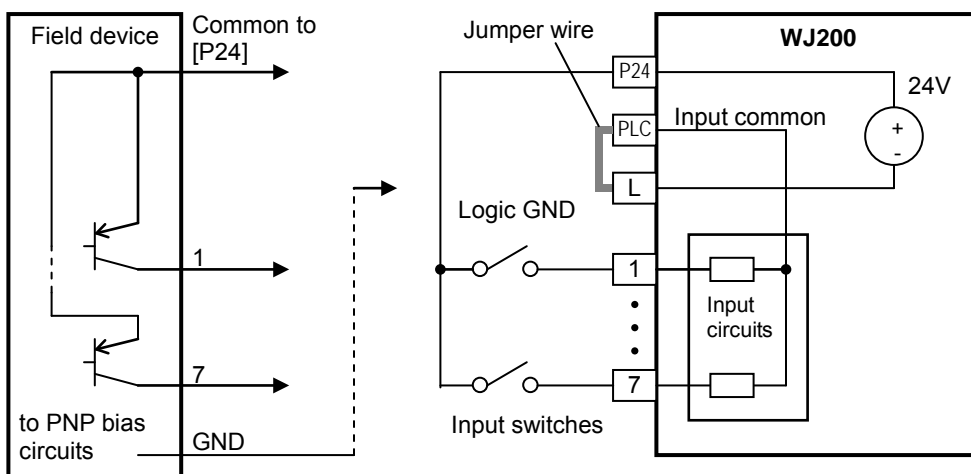 Field device
Common to
[P24]
1
7
to PNP bias
circuits
GND
Jumper wire
WJ200
P24
24V
PLC
Input common
+
-
L
Logic GND
1
Input
circuits
7
Input switches